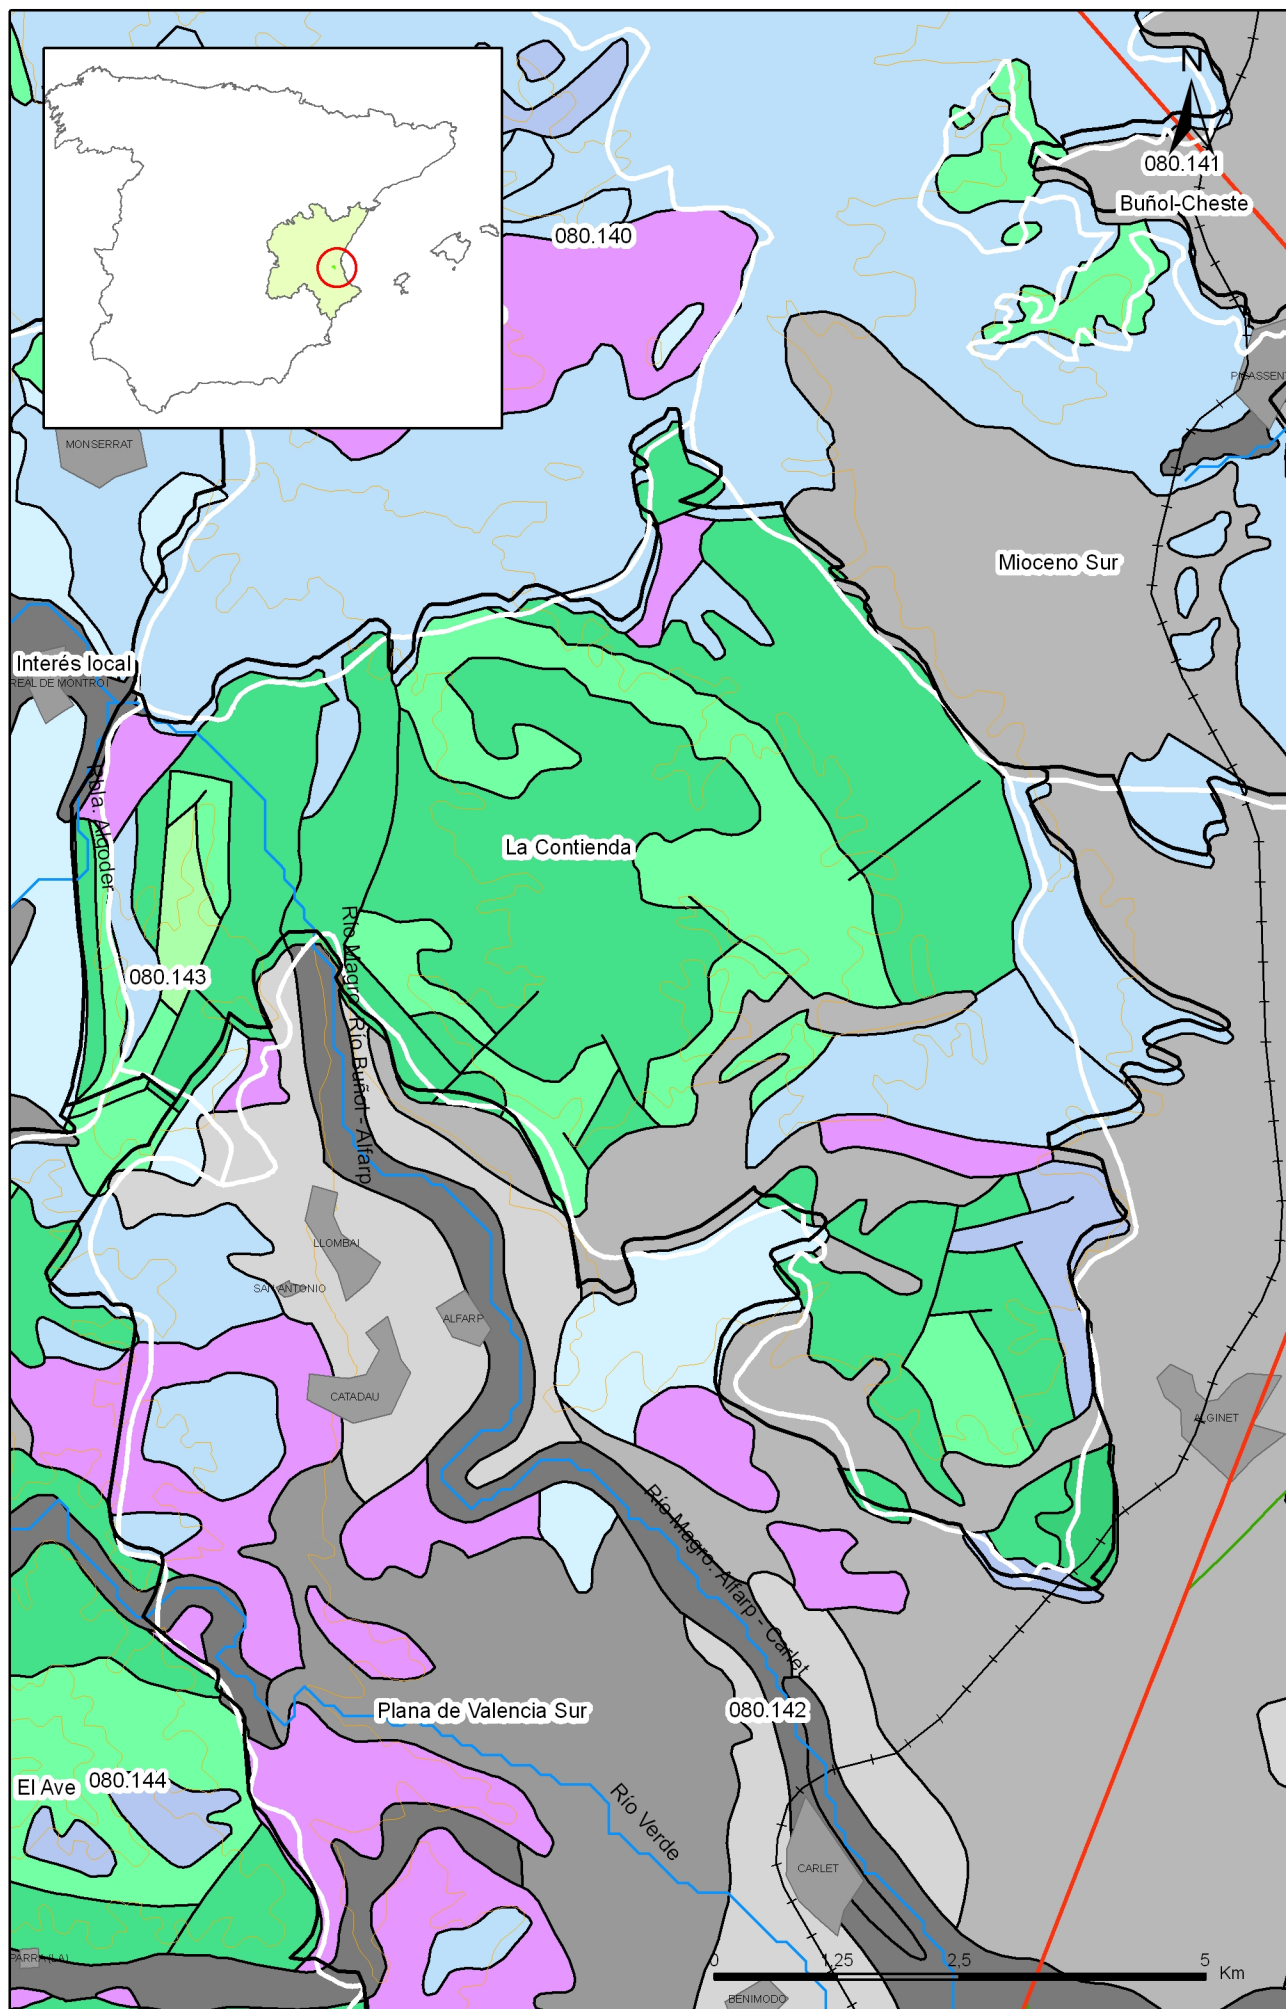 N
080.141
Buñol-Cheste
080.140
PICASSENT
MONSERRAT
Mioceno Sur
Interés local
REAL DE MONTROI
Rbla. Algoder
La Contienda
080.143
Río Magro: Río Buñol - Alfarp
LLOMBAI
SAN ANTONIO
ALFARP
CATADAU
ALGINET
Río Magro: Alfarp - Carlet
Plana de Valencia Sur
080.142
El Ave
080.144
Río Verde
CARLET
PARRA (LA)
0 1,25 2,5 5 Km
BENIMODO